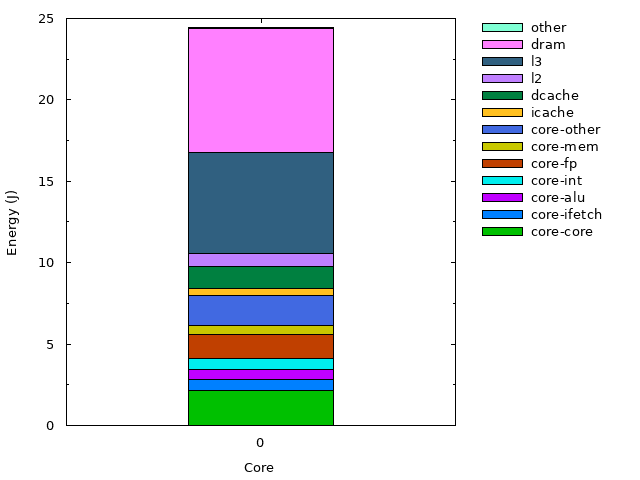 25
20
15
10
5
0
Energy (J)
0
Core
other
dram
l3
l2
dcache
icache
core-other
core-mem
core-fp
core-int
core-alu
core-ifetch
core-core